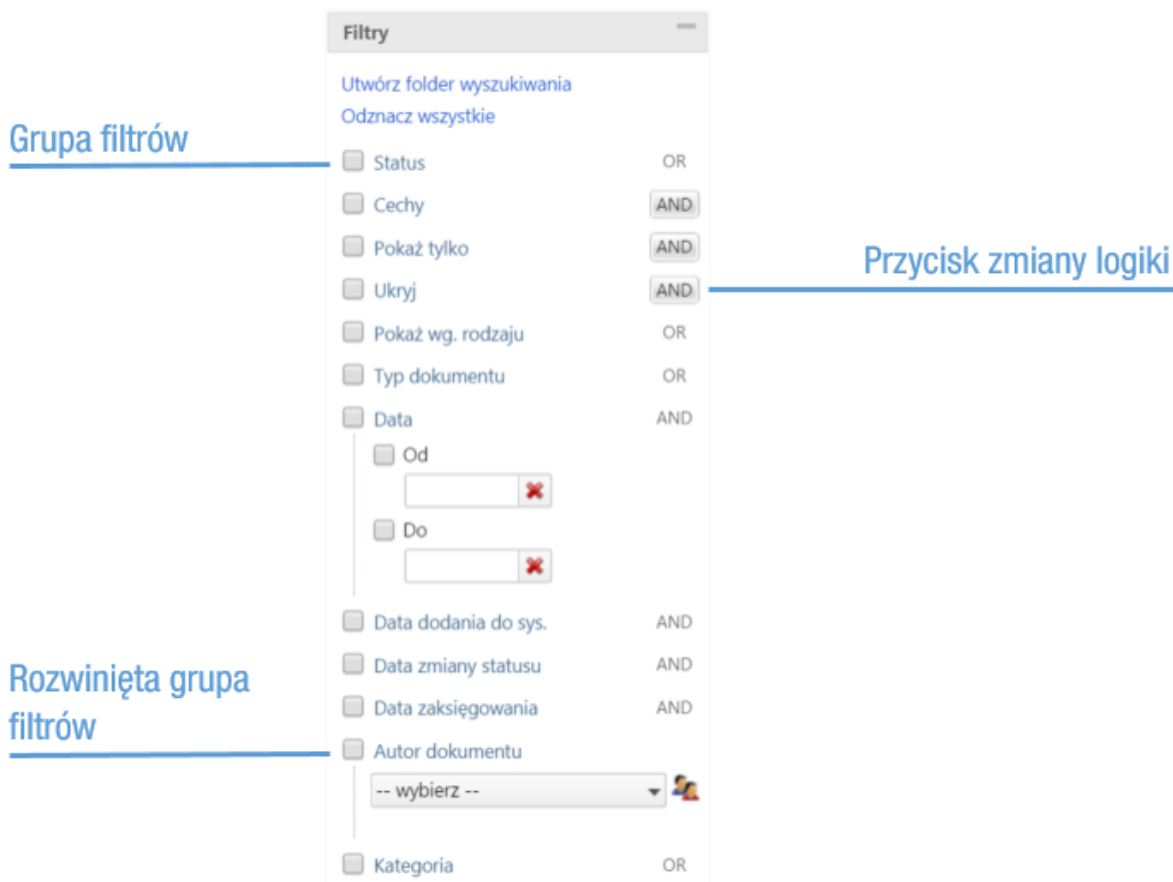 Filtry
Utwórz folder wyszukiwania
Odznacz wszystkie
Grupa filtrów
Status OR
Cechy AND
Pokaż tylko AND
Ukryj AND
Przycisk zmiany logiki
Pokaż wg. rodzaju OR
Typ dokumentu OR
Data AND
Od
Do
Data dodania do sys. AND
Data zmiany statusu AND
Rozwinięta grupa
filtrów
Data zaksięgowania AND
Autor dokumentu
-- wybierz --
Kategoria OR